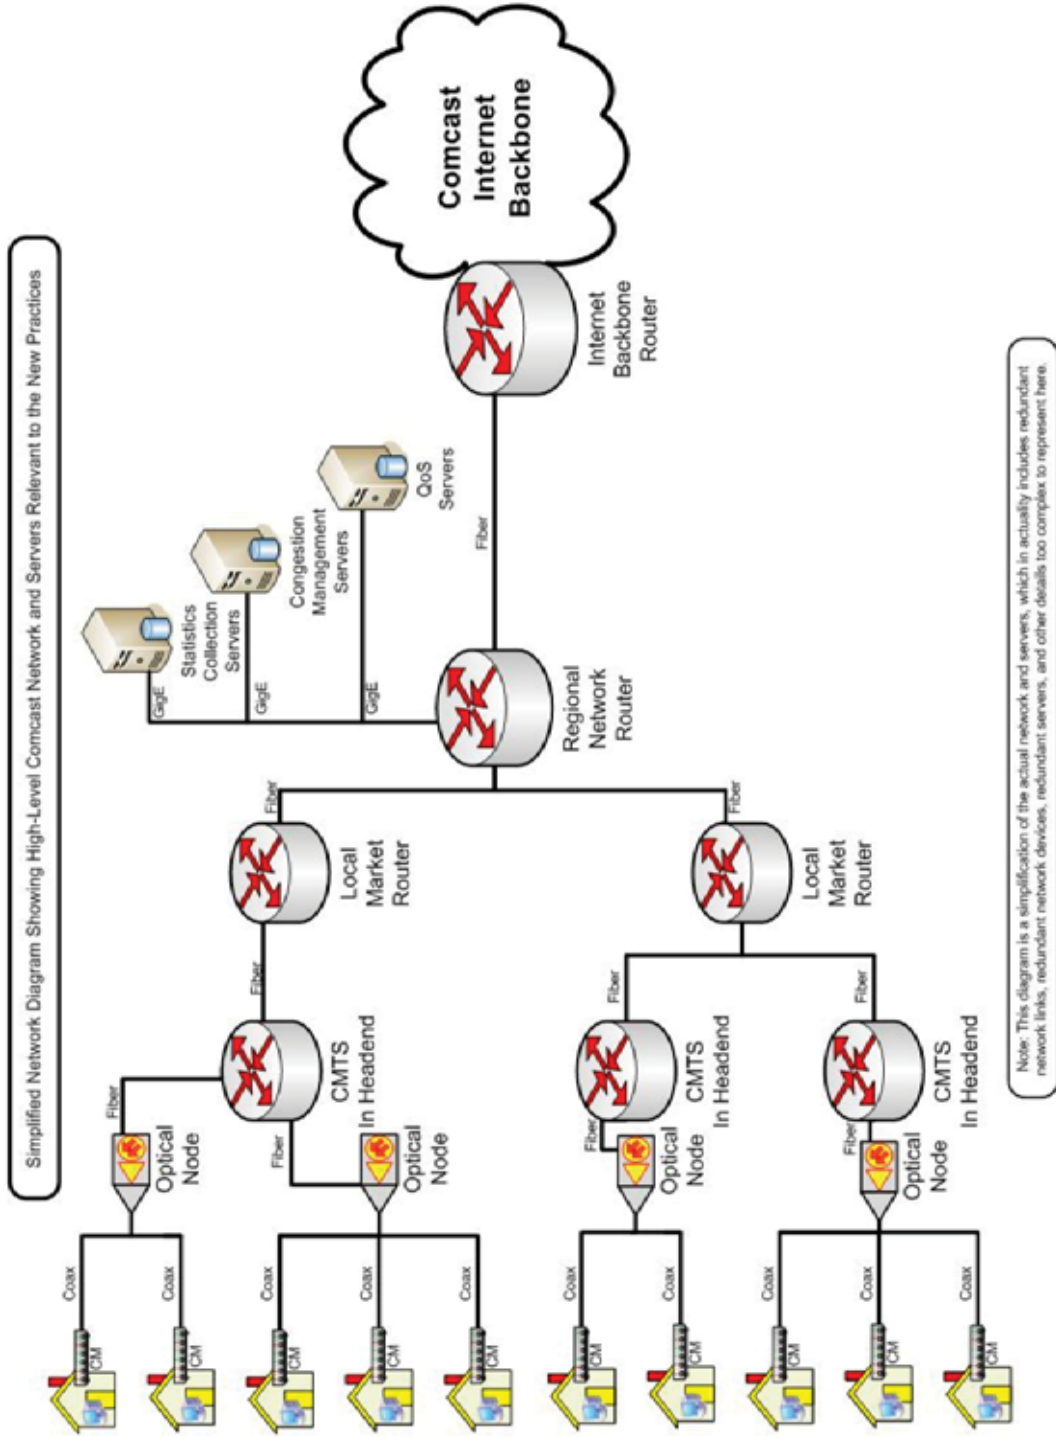 Simplified Network Diagram Showing High-Level Comcast Network and Servers Relevant to the New Practices
Comcast
Internet
Backbone
Internet
Backbone
Router
Fiber
Statistics
Collection
Servers
GigE
Congestion
Management
Servers
GigE
QoS
Servers
GigE
Regional
Network
Router
Fiber
Local
Market
Router
Fiber
Local
Market
Router
Fiber
CMTS
In Headend
Fiber
CMTS
In Headend
Fiber
CMTS
In Headend
Fiber
Optical
Node
Fiber
Optical
Node
Fiber
Optical
Node
Fiber
Optical
Node
Coax
Coax
Coax
Coax
Coax
Coax
Coax
Coax
Coax
Coax
CM
CM
CM
CM
CM
CM
CM
CM
CM
CM
Note: This diagram is a simplification of the actual network and servers, which in actuality includes redundant
network links, redundant network devices, redundant servers, and other details too complex to represent here.